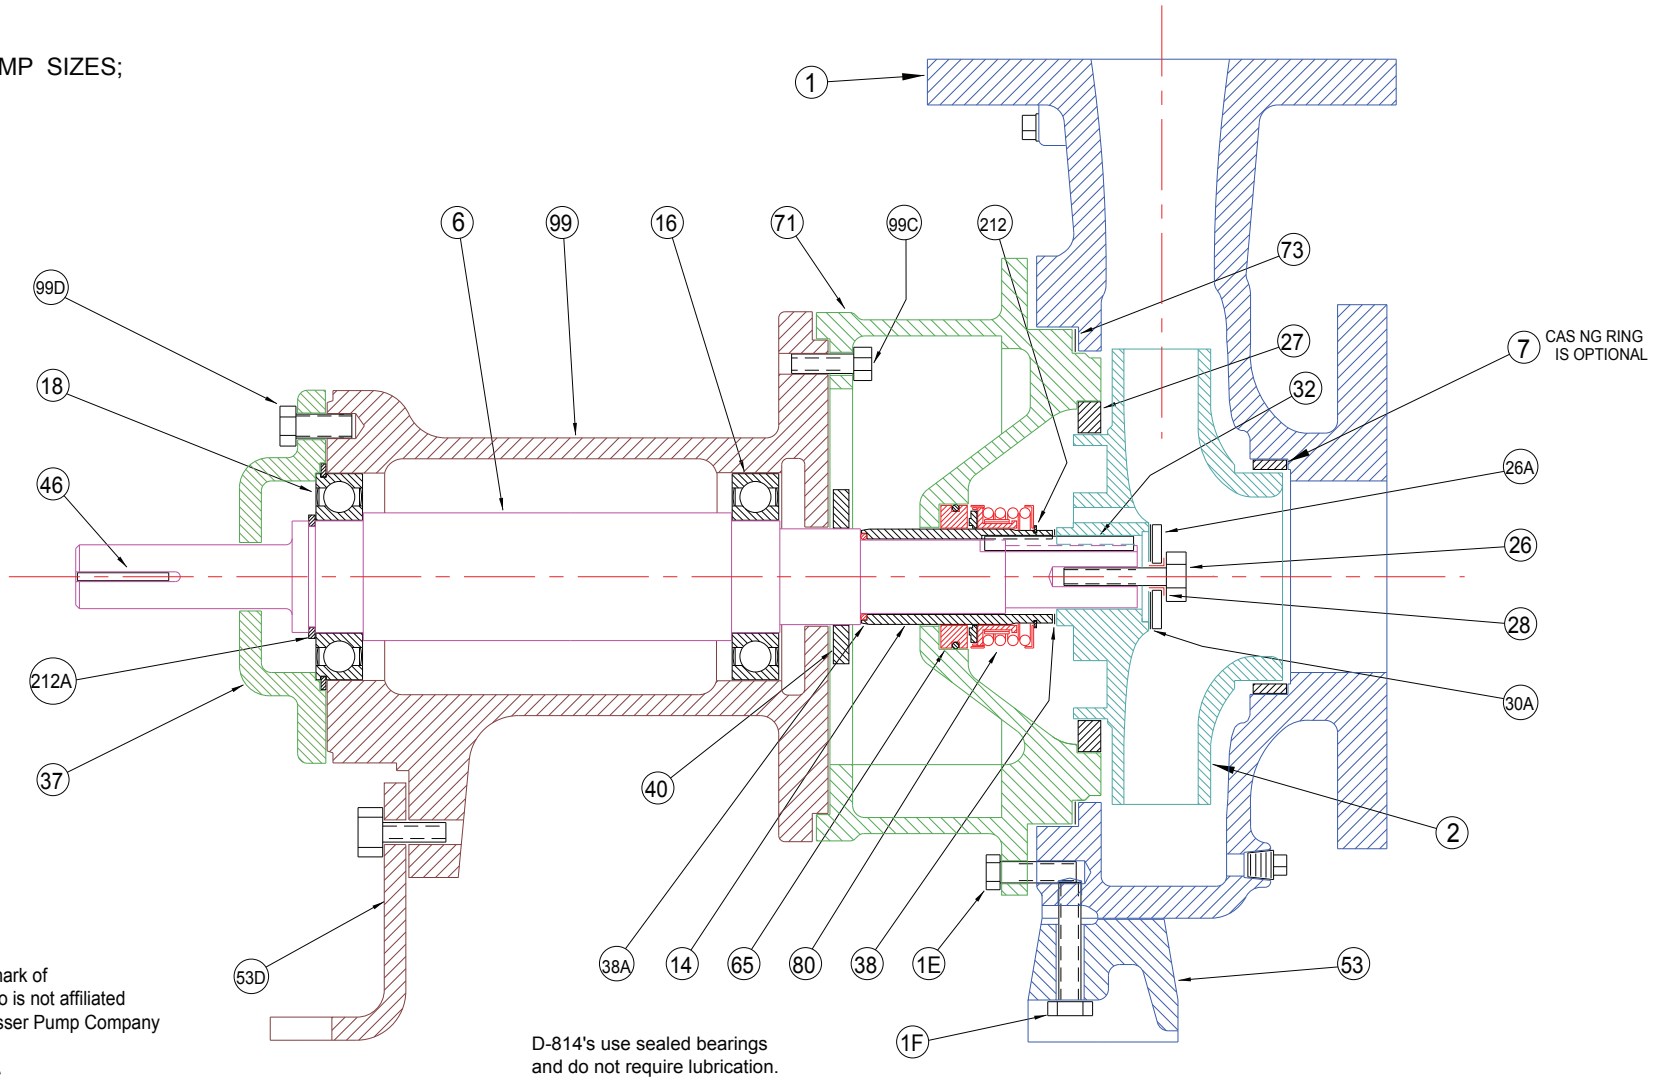 MP SIZES;
1
6
99
16
71
99C
212
73
99D
27
7
CAS NG RING
IS OPTIONAL
18
32
46
26A
26
28
212A
30A
37
40
2
53D
38A
14
65
80
38
1E
53
1F
nark of
o is not affiliated
sser Pump Company
D-814's use sealed bearings
and do not require lubrication.